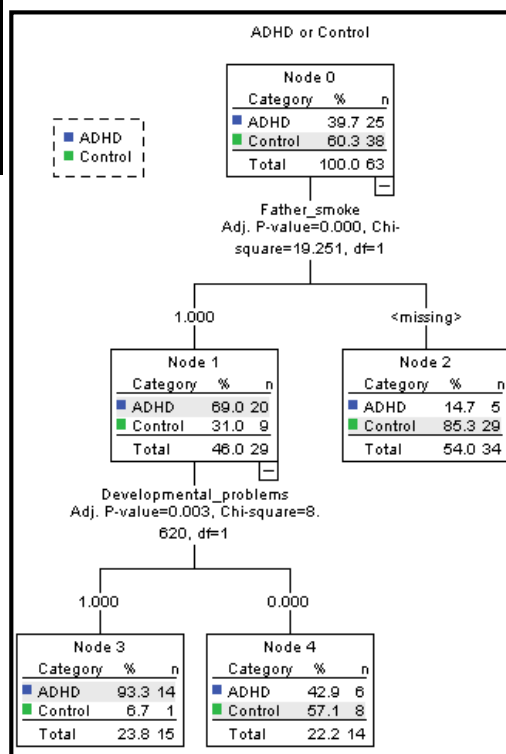 ADHD or Control
ADHD
Control
Node 0
Category % n
ADHD 39.7 25
Control 60.3 38
Total 100.0 63
Father_smoke
Adj. P-value=0.000, Chi-
square=19.251, df=1
1.000
<missing>
Node 1
Category % n
ADHD 69.0 20
Control 31.0 9
Total 46.0 29
Node 2
Category % n
ADHD 14.7 5
Control 85.3 29
Total 54.0 34
Developmental_problems
Adj. P-value=0.003, Chi-square=8.
620, df=1
1.000
0.000
Node 3
Category % n
ADHD 93.3 14
Control 6.7 1
Total 23.8 15
Node 4
Category % n
ADHD 42.9 6
Control 57.1 8
Total 22.2 14